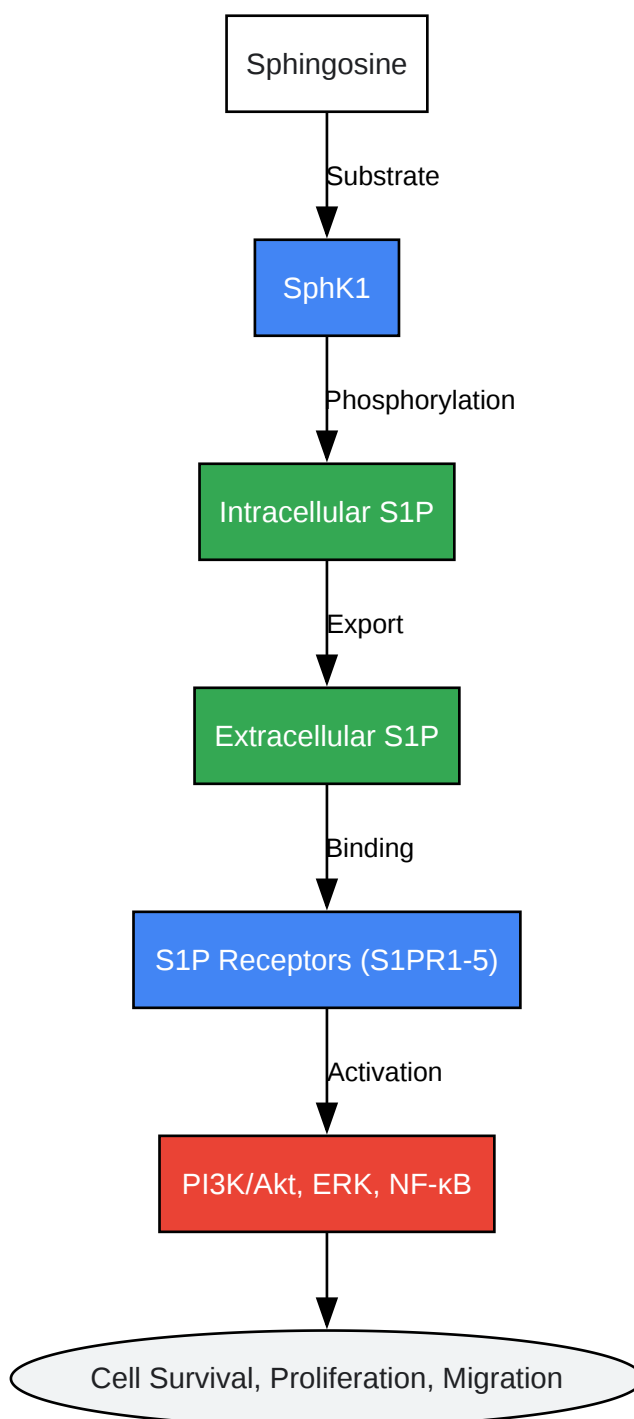 Sphingosine
Substrate
SphK1
Phosphorylation
Intracellular S1P
Export
Extracellular S1P
Binding
S1P Receptors (S1PR1-5)
Activation
PI3K/Akt, ERK, NF-κB
Cell Survival, Proliferation, Migration